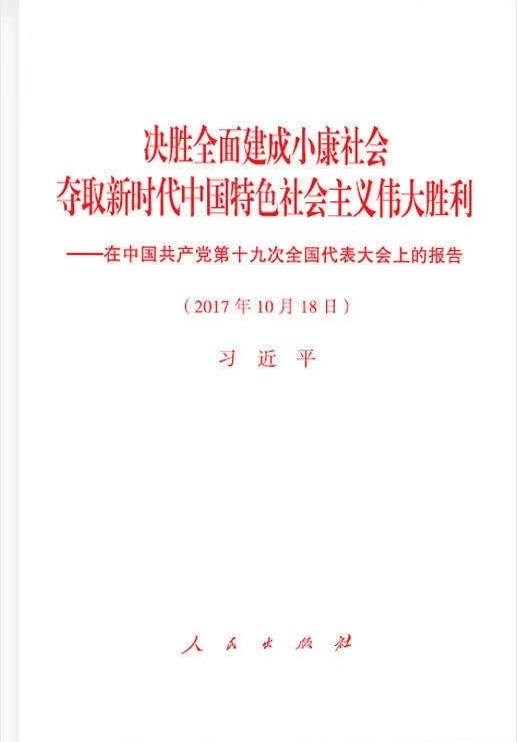 决胜全面建成小康社会
夺取新时代中国特色社会主义伟大胜利
——在中国共产党第十九次全国代表大会上的报告
（2017年10月18日）
习近平
人民出版社